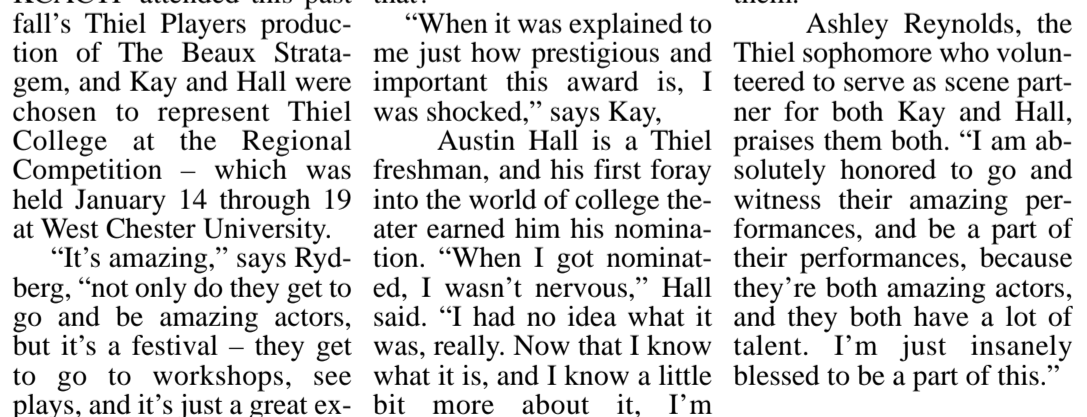 KCACTF attended this past
fall's Thiel Players produc-
tion of The Beaux Strata-
gem, and Kay and Hall were
chosen to represent Thiel
College at the Regional
Competition – which was
held January 14 through 19
at West Chester University.
“It's amazing,” says Ryd-
berg, “not only do they get to
go and be amazing actors,
but it's a festival – they get
to go to workshops, see
plays, and it's just a great ex-
that?
“When it was explained to
me just how prestigious and
important this award is, I
was shocked,” says Kay,
Austin Hall is a Thiel
freshman, and his first foray
into the world of college the-
ater earned him his nomina-
tion. “When I got nominat-
ed, I wasn't nervous,” Hall
said. “I had no idea what it
was, really. Now that I know
what it is, and I know a little
bit more about it, I'm
them.
Ashley Reynolds, the
Thiel sophomore who volun-
teered to serve as scene part-
ner for both Kay and Hall,
praises them both. “I am ab-
solutely honored to go and
witness their amazing per-
formances, and be a part of
their performances, because
they're both amazing actors,
and they both have a lot of
talent. I'm just insanely
blessed to be a part of this.”